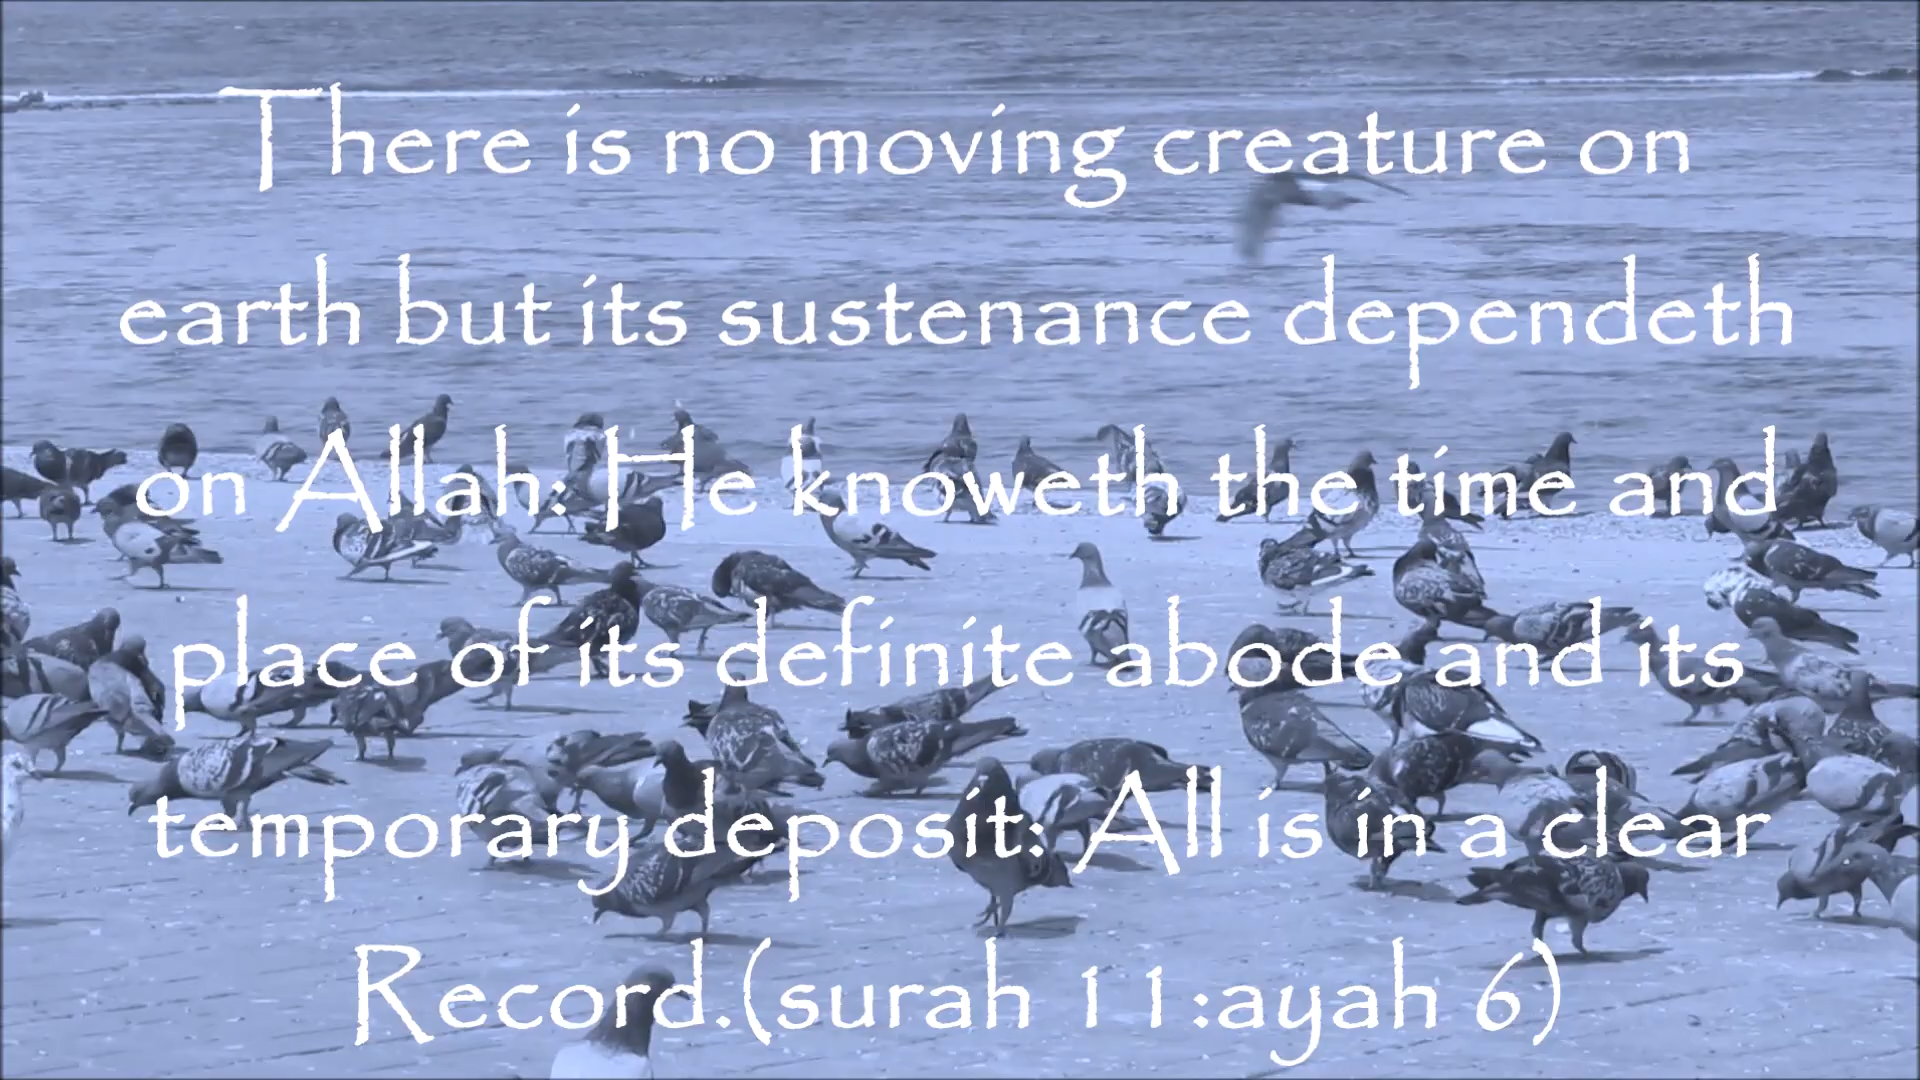 There is no moving creature on
earth but its sustenance dependeth
on Allah: He knoweth the time and
place of its definite abode and its
temporary deposit: All is in a clear
Record.(surah 11:ayah 6)